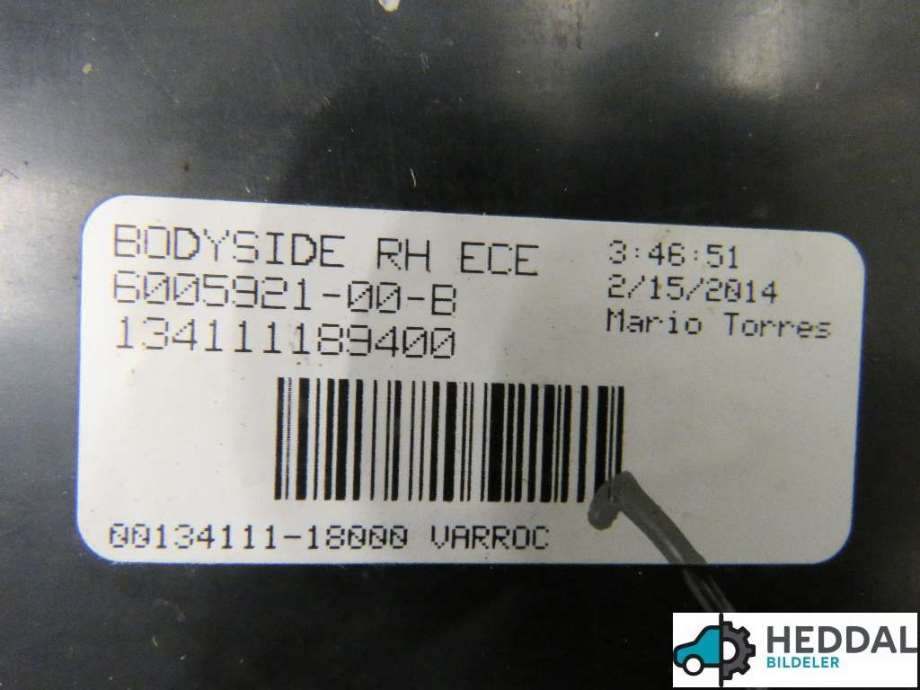 BODYSIDE RH ECE
6005921-00-B
134111189400
3:46:51
2/15/2014
Mario Torres
00134111-18000 VARROC
HEDDAL
BILDELER